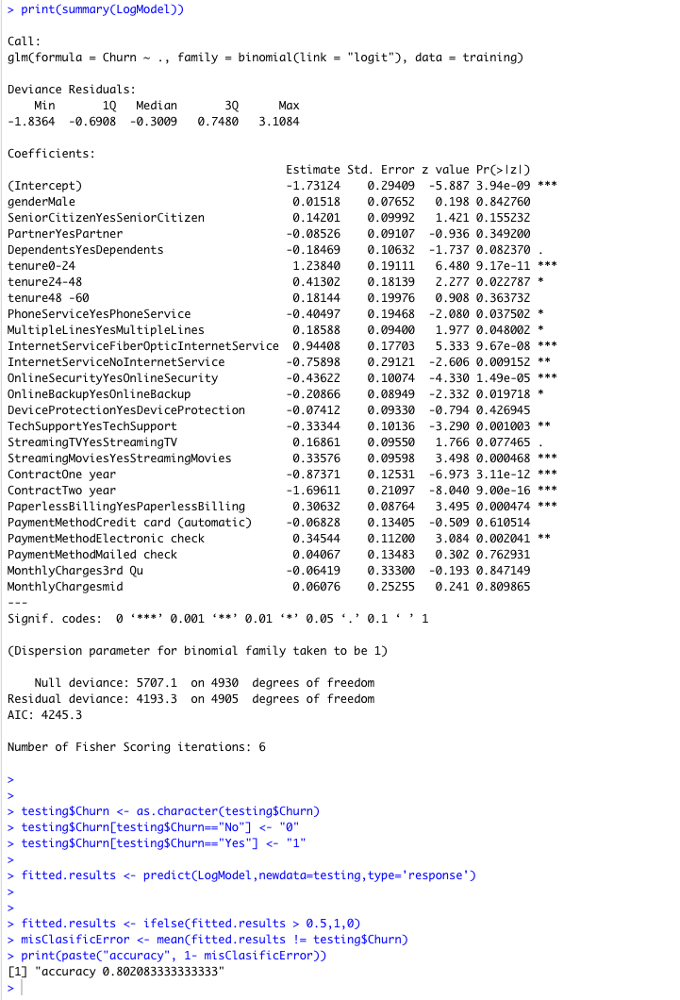 > print(summary(LogModel))
Call:
glm(formula = Churn ~ ., family = binomial(link = "logit"), data = training)
Deviance Residuals:
    Min       1Q   Median       3Q      Max
-1.8364  -0.6908  -0.3009   0.7480   3.1084
Coefficients:
                                      Estimate Std. Error z value Pr(>|z|)
(Intercept)                           -1.73124    0.29409  -5.887 3.94e-09 ***
genderMale                             0.01518    0.07652   0.198 0.842760
SeniorCitizenYesSeniorCitizen          0.14201    0.09992   1.421 0.155232
PartnerYesPartner                     -0.08526    0.09107  -0.936 0.349200
DependentsYesDependents               -0.18469    0.10632  -1.737 0.082370 .
tenure0-24                             1.23840    0.19111   6.480 9.17e-11 ***
tenure24-48                            0.41302    0.18139   2.277 0.022787 *
tenure48 -60                           0.18144    0.19976   0.908 0.363732
PhoneServiceYesPhoneService           -0.40497    0.19468  -2.080 0.037502 *
MultipleLinesYesMultipleLines          0.18588    0.09400   1.977 0.048002 *
InternetServiceFiberOpticInternetService  0.94408    0.17703   5.333 9.67e-08 ***
InternetServiceNoInternetService      -0.75898    0.29121  -2.606 0.009152 **
OnlineSecurityYesOnlineSecurity       -0.43622    0.10074  -4.330 1.49e-05 ***
OnlineBackupYesOnlineBackup           -0.20866    0.08949  -2.332 0.019718 *
DeviceProtectionYesDeviceProtection   -0.07412    0.09330  -0.794 0.426945
TechSupportYesTechSupport             -0.33344    0.10136  -3.290 0.001003 **
StreamingTVYesStreamingTV              0.16861    0.09550   1.766 0.077465 .
StreamingMoviesYesStreamingMovies      0.33576    0.09598   3.498 0.000468 ***
ContractOne year                      -0.87371    0.12531  -6.973 3.11e-12 ***
ContractTwo year                      -1.69611    0.21097  -8.040 9.00e-16 ***
PaperlessBillingYesPaperlessBilling    0.30632    0.08764   3.495 0.000474 ***
PaymentMethodCredit card (automatic)  -0.06828    0.13405  -0.509 0.610514
PaymentMethodElectronic check          0.34544    0.11200   3.084 0.002041 **
PaymentMethodMailed check              0.04067    0.13483   0.302 0.762931
MonthlyCharges3rd Qu                  -0.06419    0.33300  -0.193 0.847149
MonthlyChargesmid                      0.06076    0.25255   0.241 0.809865
---
Signif. codes:  0 ‘***’ 0.001 ‘**’ 0.01 ‘*’ 0.05 ‘.’ 0.1 ‘ ’ 1
(Dispersion parameter for binomial family taken to be 1)
    Null deviance: 5707.1  on 4930  degrees of freedom
Residual deviance: 4193.3  on 4905  degrees of freedom
AIC: 4245.3
Number of Fisher Scoring iterations: 6
>
>
> testing$Churn <- as.character(testing$Churn)
> testing$Churn[testing$Churn=="No"] <- "0"
> testing$Churn[testing$Churn=="Yes"] <- "1"
>
> fitted.results <- predict(LogModel,newdata=testing,type='response')
>
>
> fitted.results <- ifelse(fitted.results > 0.5,1,0)
> misClasificError <- mean(fitted.results != testing$Churn)
> print(paste("accuracy", 1- misClasificError))
[1] "accuracy 0.802083333333333"
>